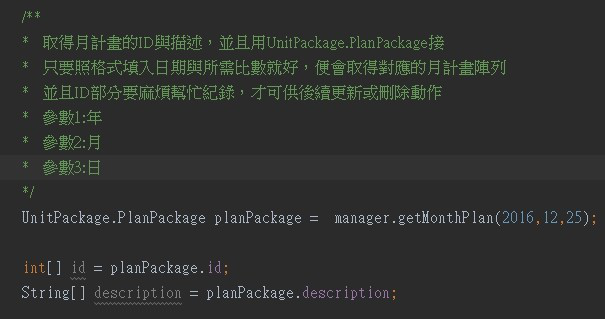 /**
* 取得月計畫的ID與描述，並且用UnitPackage.PlanPackage接
* 只要照格式填入日期與所需比數就好，便會取得對應的月計畫陣列
* 並且ID部分要麻煩幫忙紀錄，才可供後續更新或刪除動作
* 參數1:年
* 參數2:月
* 參數3:日
*/
UnitPackage.PlanPackage planPackage =  manager.getMonthPlan(2016,12,25);
int[] id = planPackage.id;
String[] description = planPackage.description;